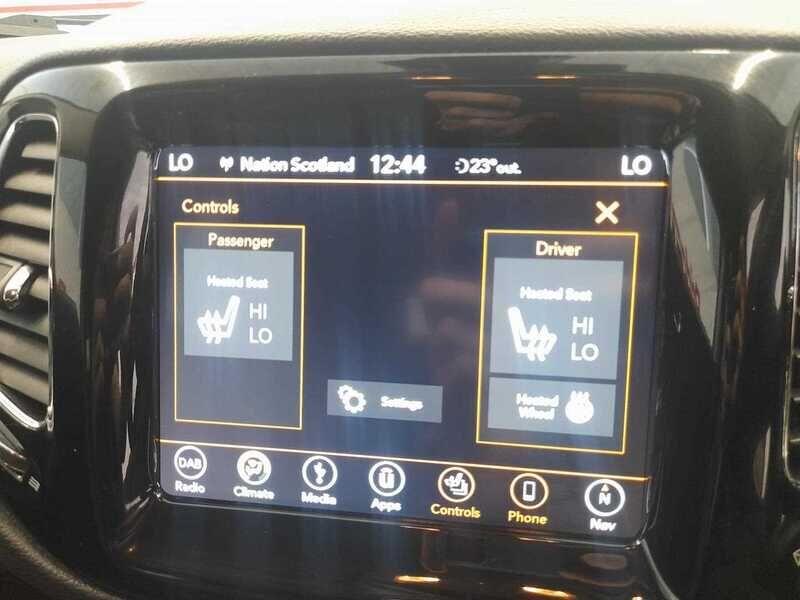 LO Nation Scotland 12:44 23°out. LO
Controls
Passenger
Heated Seat
HI
LO
Driver
Heated Seat
HI
LO
Heated
Wheel
Settings
DAB
Radio
Climate
Media
Apps
Controls
Phone
N
Nav